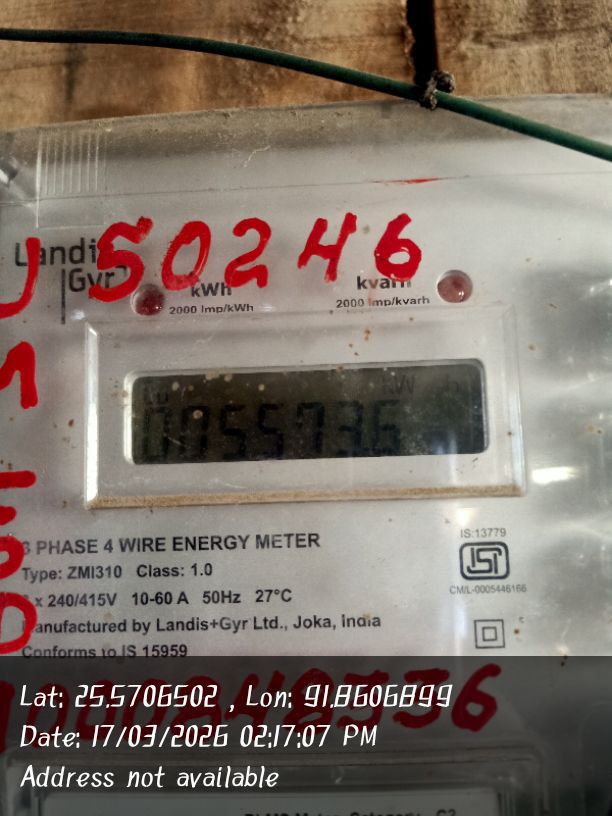 Landis
Gyr
50246
kWh
2000 Imp/kWh
kvarh
2000 Imp/kvarh
3 PHASE 4 WIRE ENERGY METER
Type: ZMI310 Class: 1.0
x 240/415V 10-60 A 50Hz 27°C
Manufactured by Landis+Gyr Ltd., Joka, India
Conforms to IS 15959
IS:13779
CM/L-0005446166
Lat: 25.5706502 , Lon: 91.8606899
Date: 17/03/2026 02:17:07 PM
Address not available